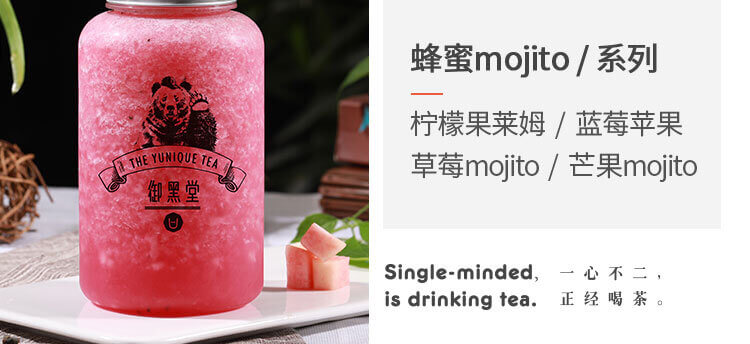 THE YUNIQUE TEA
御黑堂
蜂蜜mojito / 系列
柠檬果莱姆 / 蓝莓苹果
草莓mojito / 芒果mojito
Single-minded, 一心不二，
is drinking tea. 正经喝茶。